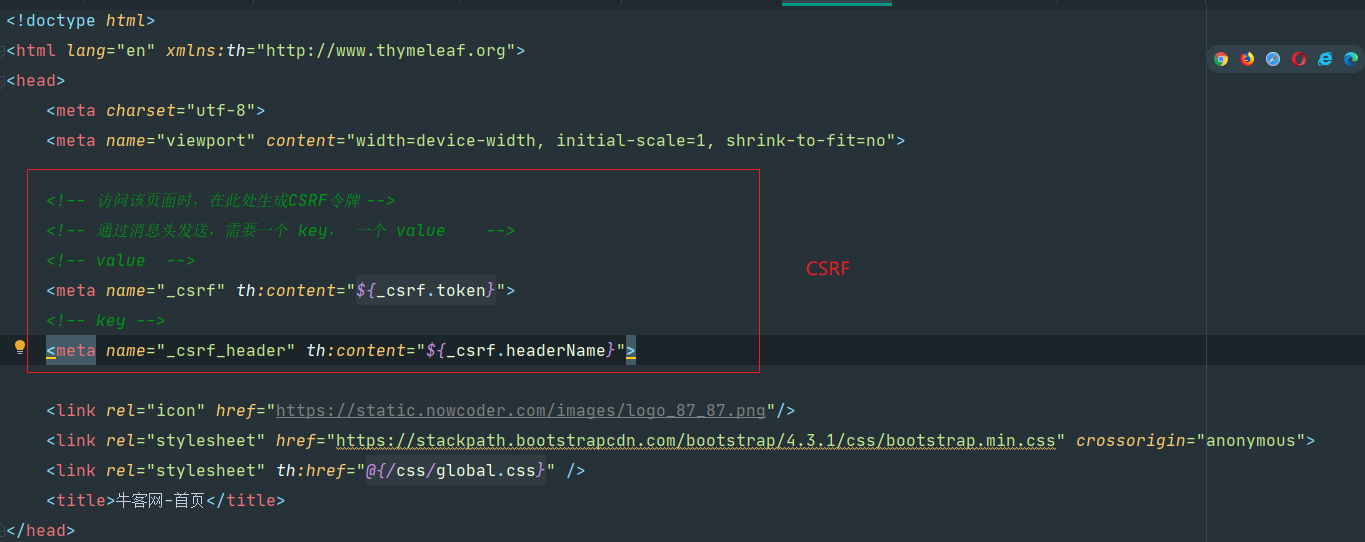 <!doctype html>
<html lang="en" xmlns:th="http://www.thymeleaf.org">
<head>
    <meta charset="utf-8">
    <meta name="viewport" content="width=device-width, initial-scale=1, shrink-to-fit=no">
    <!-- 访问该页面时，在此处生成CSRF令牌 -->
    <!-- 通过消息头发送，需要一个 key， 一个 value    -->
    <!-- value  -->
    <meta name="_csrf" th:content="${_csrf.token}">
    <!-- key -->
    <meta name="_csrf_header" th:content="${_csrf.headerName}">
CSRF
    <link rel="icon" href="https://static.nowcoder.com/images/logo_87_87.png"/>
    <link rel="stylesheet" href="https://stackpath.bootstrapcdn.com/bootstrap/4.3.1/css/bootstrap.min.css" crossorigin="anonymous">
    <link rel="stylesheet" th:href="@{/css/global.css}" />
    <title>牛客网-首页</title>
</head>